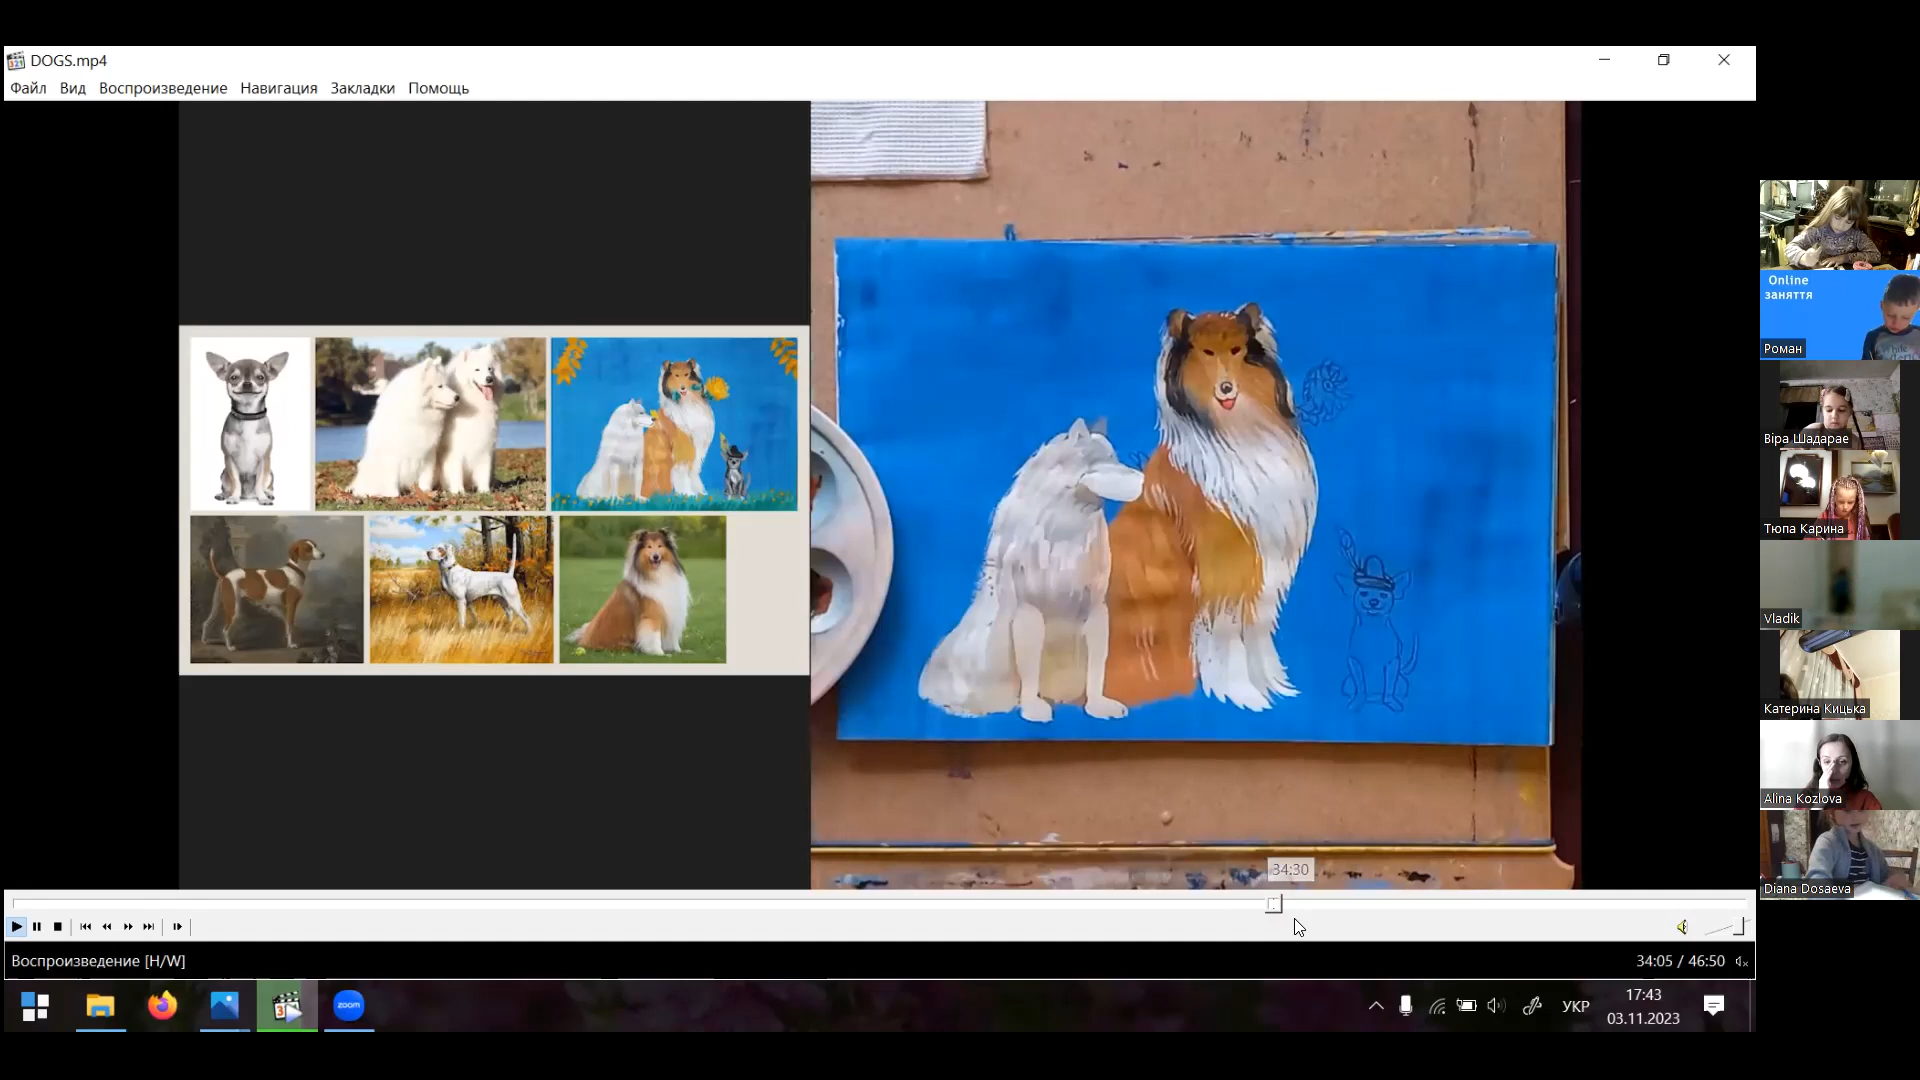 DOGS.mp4
Файл Вид Воспроизведение Навигация Закладки Помощь
Online
заняття
Роман
Віра Шадарае
Тюпа Карина
Vladik
Катерина Кицька
Alina Kozlova
Diana Dosaeva
34:30
Воспроизведение [H/W]
34:05 / 46:50
zoom
УКР
17:43
03.11.2023